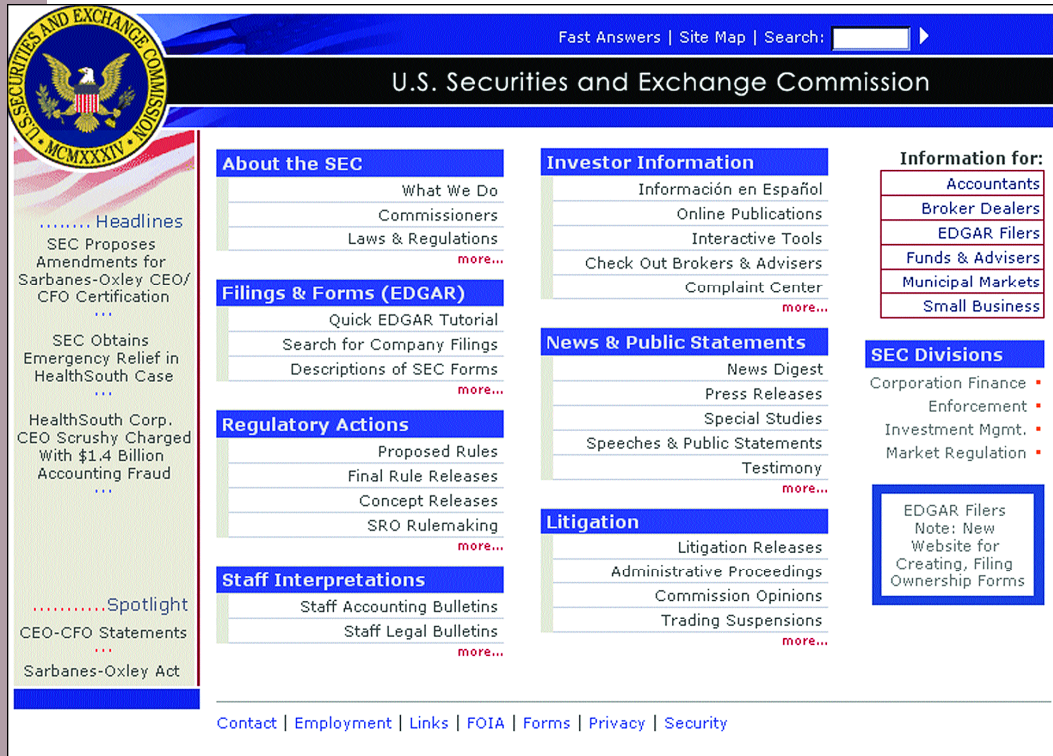 U.S. SECURITIES AND EXCHANGE COMMISSION
MCMXXXIV
Fast Answers | Site Map | Search:
U.S. Securities and Exchange Commission
........ Headlines
SEC Proposes
Amendments for
Sarbanes-Oxley CEO/
CFO Certification
...
SEC Obtains
Emergency Relief in
HealthSouth Case
...
HealthSouth Corp.
CEO Scrushy Charged
With $1.4 Billion
Accounting Fraud
...
...........Spotlight
CEO-CFO Statements
...
Sarbanes-Oxley Act
About the SEC
What We Do
Commissioners
Laws & Regulations
more...
Filings & Forms (EDGAR)
Quick EDGAR Tutorial
Search for Company Filings
Descriptions of SEC Forms
more...
Regulatory Actions
Proposed Rules
Final Rule Releases
Concept Releases
SRO Rulemaking
more...
Staff Interpretations
Staff Accounting Bulletins
Staff Legal Bulletins
more...
Investor Information
Información en Español
Online Publications
Interactive Tools
Check Out Brokers & Advisers
Complaint Center
more...
News & Public Statements
News Digest
Press Releases
Special Studies
Speeches & Public Statements
Testimony
more...
Litigation
Litigation Releases
Administrative Proceedings
Commission Opinions
Trading Suspensions
more...
Information for:
Accountants
Broker Dealers
EDGAR Filers
Funds & Advisers
Municipal Markets
Small Business
SEC Divisions
Corporation Finance
Enforcement
Investment Mgmt.
Market Regulation
EDGAR Filers
Note: New
Website for
Creating, Filing
Ownership Forms
Contact | Employment | Links | FOIA | Forms | Privacy | Security